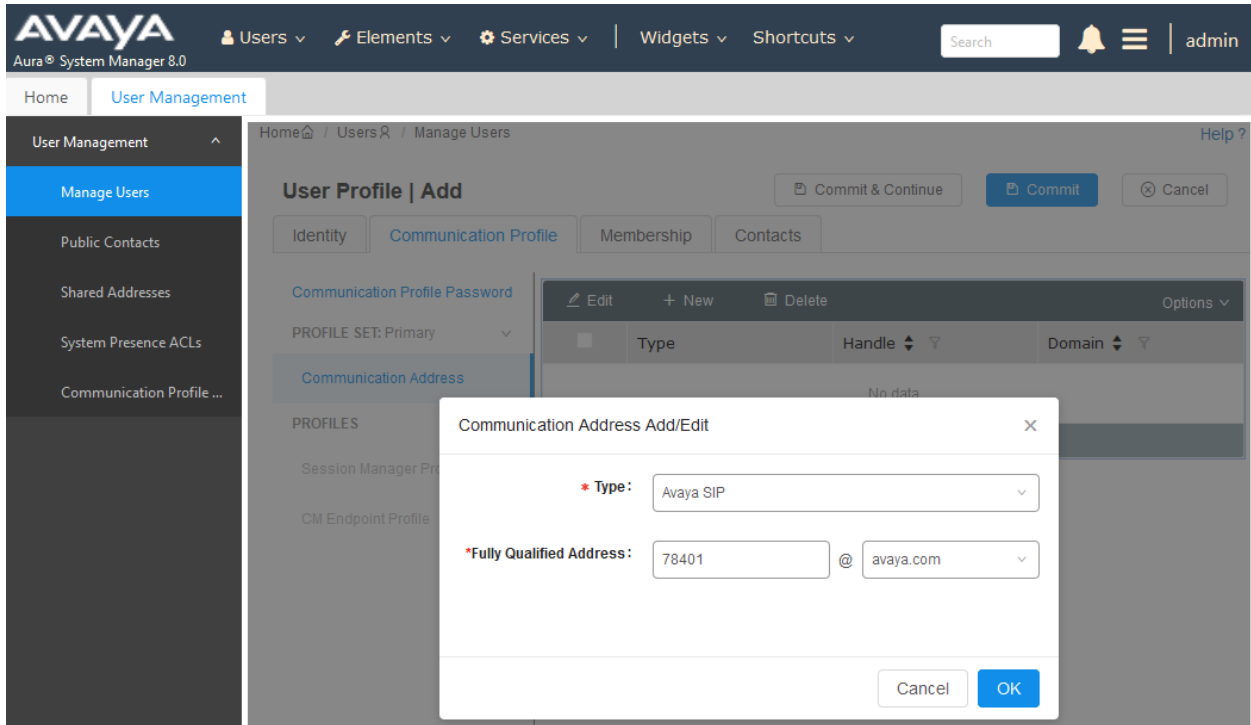 AVAYA
Aura® System Manager 8.0
Users Elements Services | Widgets Shortcuts Search admin
Home User Management
User Management
Manage Users
Public Contacts
Shared Addresses
System Presence ACLs
Communication Profile ...
Home / Users / Manage Users Help ?
User Profile | Add Commit & Continue Commit Cancel
Identity Communication Profile Membership Contacts
Communication Profile Password
PROFILE SET: Primary
Communication Address
PROFILES
Session Manager Pro
CM Endpoint Profile
Edit + New Delete Options
Type Handle Domain
No data
Communication Address Add/Edit ×
* Type: Avaya SIP
*Fully Qualified Address: 78401 @ avaya.com
Cancel OK